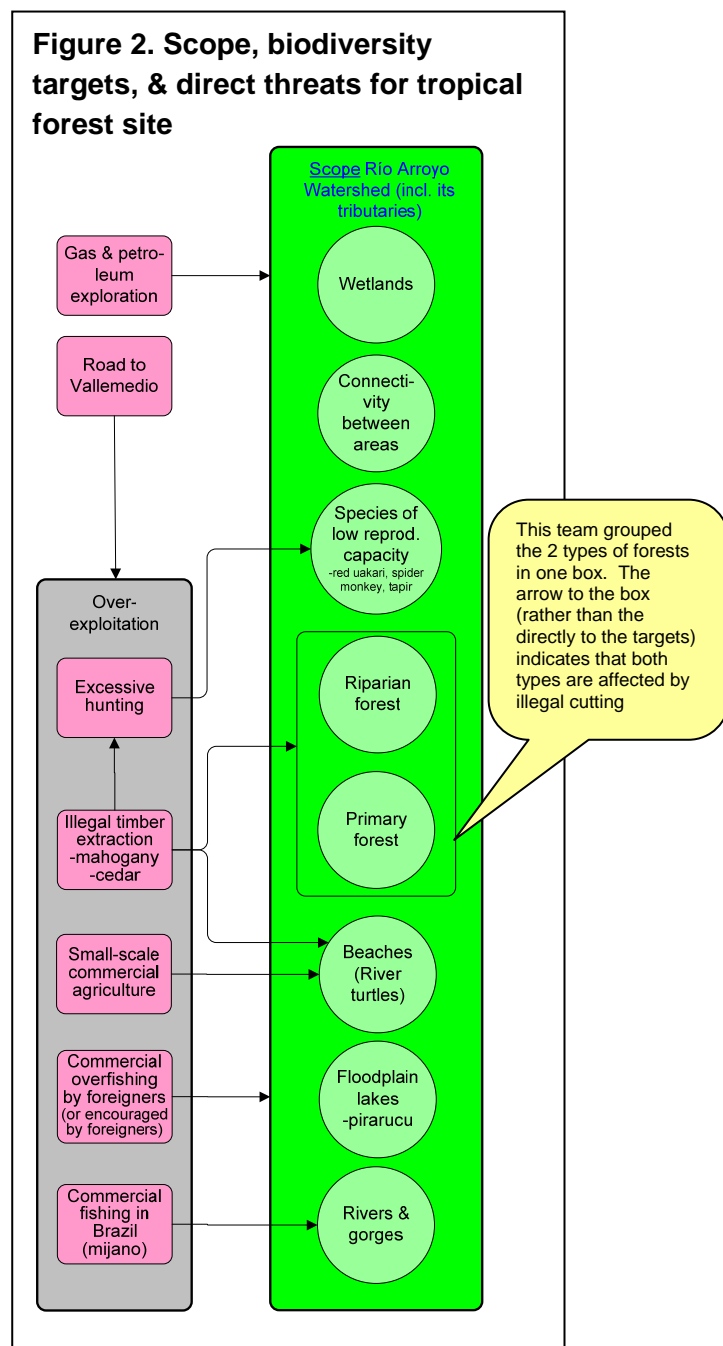 Figure 2. Scope, biodiversity
targets, & direct threats for tropical
forest site
Scope Río Arroyo
Watershed (incl. its
tributaries)
Gas & petro-
leum
exploration
Wetlands
Road to
Vallemedio
Connecti-
vity
between
areas
Species of
low reprod.
capacity
-red uakari, spider
monkey, tapir
This team grouped
the 2 types of forests
in one box. The
arrow to the box
(rather than the
directly to the targets)
indicates that both
types are affected by
illegal cutting
Over-
exploitation
Excessive
hunting
Riparian
forest
Illegal timber
extraction
-mahogany
-cedar
Primary
forest
Small-scale
commercial
agriculture
Beaches
(River
turtles)
Commercial
overfishing
by foreigners
(or encouraged
by foreigners)
Floodplain
lakes
-pirarucu
Commercial
fishing in
Brazil
(mijano)
Rivers &
gorges